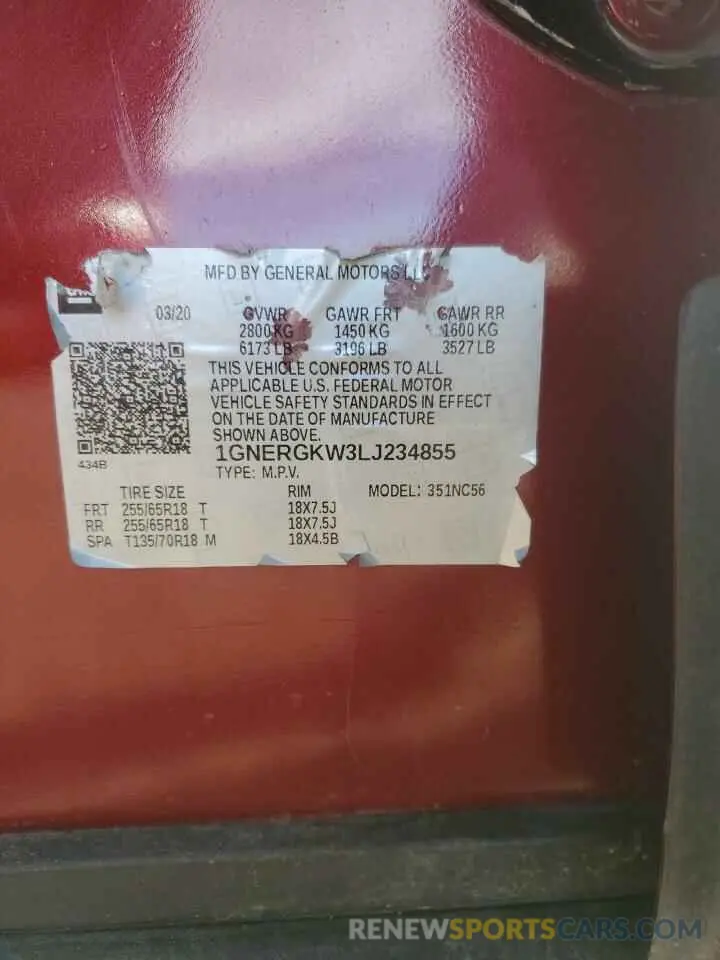 MFD BY GENERAL MOTORS LLC
03/20 GVWR GAWR FRT GAWR RR
2800 KG 1450 KG 1600 KG
6173 LB 3196 LB 3527 LB
THIS VEHICLE CONFORMS TO ALL
APPLICABLE U.S. FEDERAL MOTOR
VEHICLE SAFETY STANDARDS IN EFFECT
ON THE DATE OF MANUFACTURE
SHOWN ABOVE.
1GNERGKW3LJ234855
434B
TYPE: M.P.V.
TIRE SIZE RIM MODEL: 351NC56
FRT 255/65R18 T 18X7.5J
RR 255/65R18 T 18X7.5J
SPA T135/70R18 M 18X4.5B
RENEWSPORTSCARS.COM